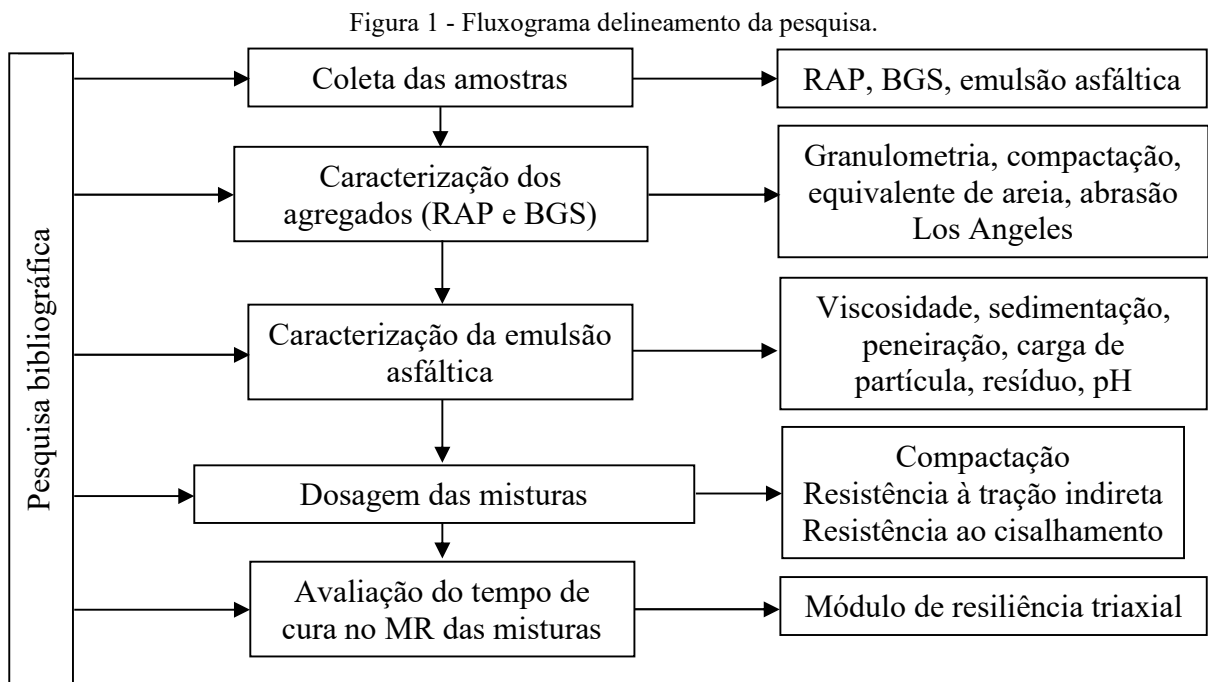 Figura 1 - Fluxograma delineamento da pesquisa.
Pesquisa bibliográfica
Coleta das amostras
RAP, BGS, emulsão asfáltica
Caracterização dos
agregados (RAP e BGS)
Granulometria, compactação,
equivalente de areia, abrasão
Los Angeles
Caracterização da emulsão
asfáltica
Viscosidade, sedimentação,
peneiração, carga de
partícula, resíduo, pH
Dosagem das misturas
Compactação
Resistência à tração indireta
Resistência ao cisalhamento
Avaliação do tempo de
cura no MR das misturas
Módulo de resiliência triaxial